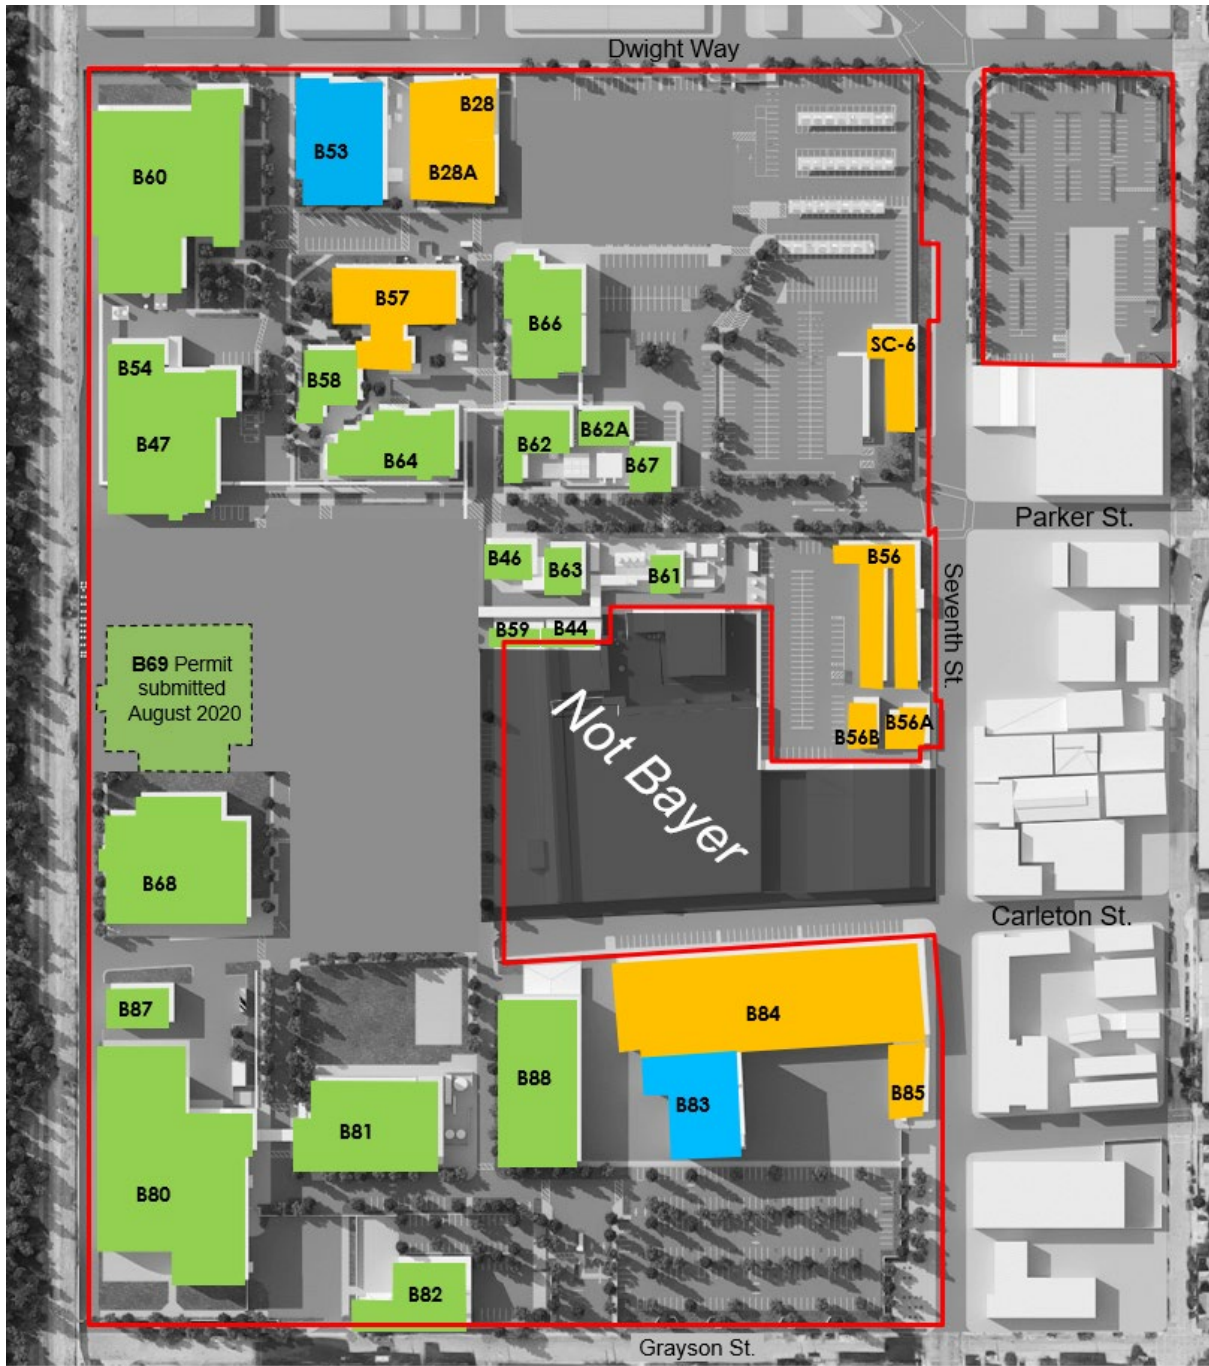 Dwight Way
B28
B53
B28A
B60
B57
B66
SC-6
B54
B58
B62A
B62
B47
B64
B67
Parker St.
B46
B63
B61
B56
Seventh St.
B59
B44
B69 Permit
submitted
August 2020
B56B
B56A
Not Bayer
B68
Carleton St.
B87
B84
B88
B85
B83
B81
B80
B82
Grayson St.